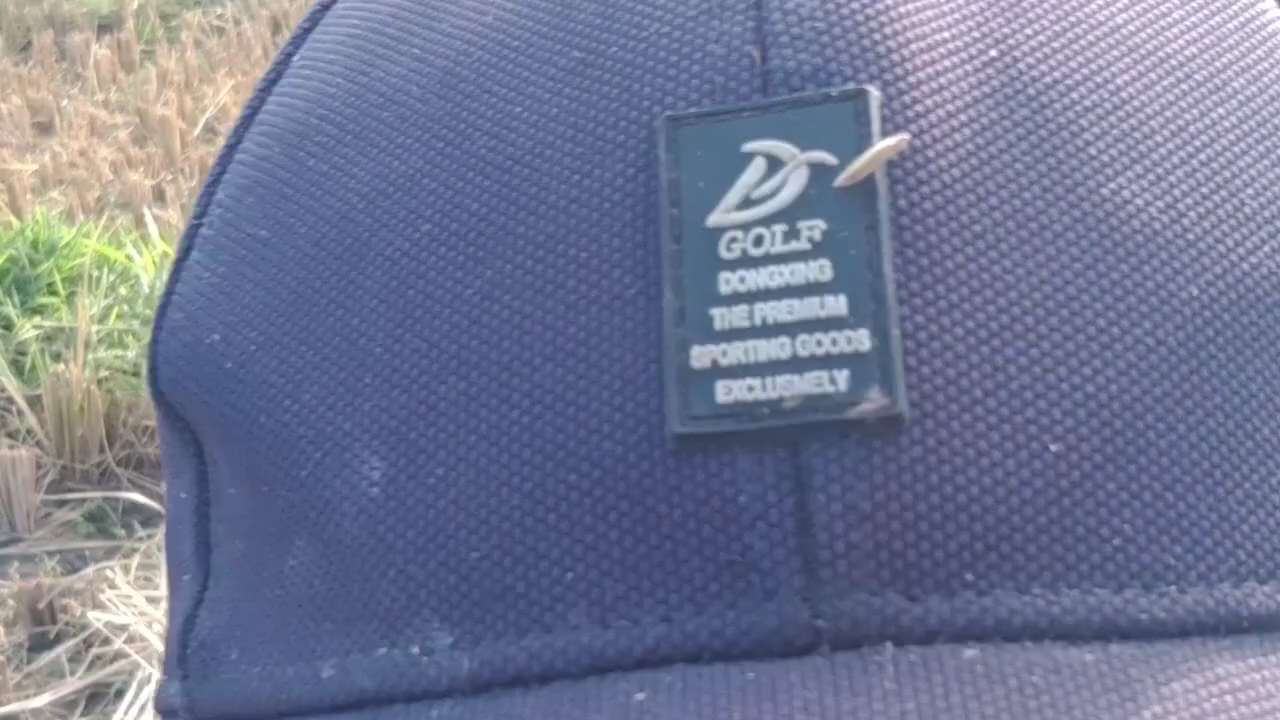 GOLF
DONGXING
THE PREMIUM
SPORTING GOODS
EXCLUSIVELY